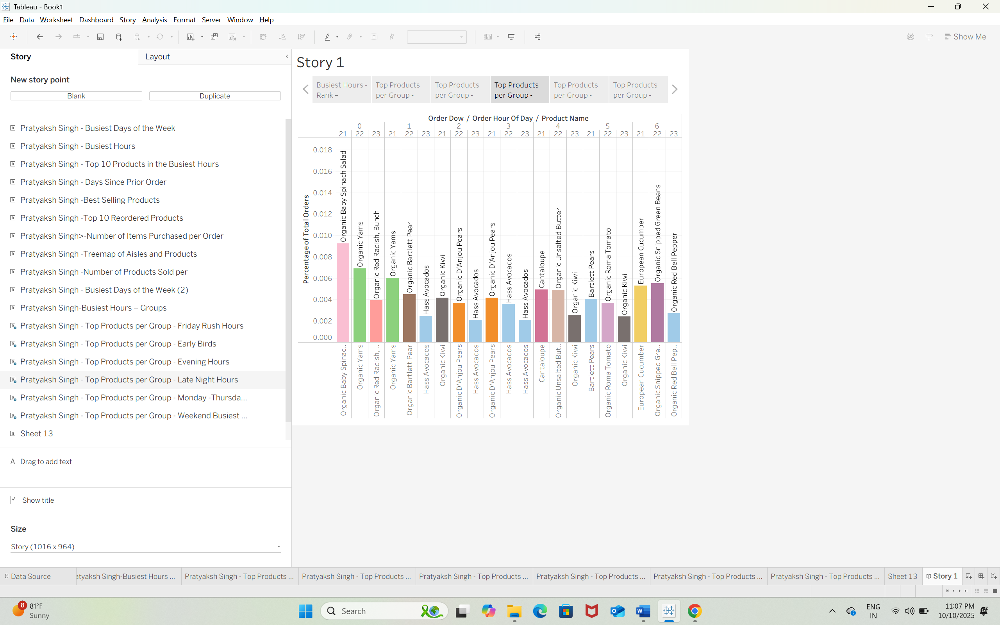 Tableau - Book1
File Data Worksheet Dashboard Story Analysis Format Server Window Help
Show Me
Story
Layout
New story point
Blank
Duplicate
Pratyaksh Singh - Busiest Days of the Week
Pratyaksh Singh - Busiest Hours
Pratyaksh Singh - Top 10 Products in the Busiest Hours
Pratyaksh Singh - Days Since Prior Order
Pratyaksh Singh -Best Selling Products
Pratyaksh Singh -Top 10 Reordered Products
Pratyaksh Singh>-Number of Items Purchased per Order
Pratyaksh Singh -Treemap of Aisles and Products
Pratyaksh Singh -Number of Products Sold per
Pratyaksh Singh - Busiest Days of the Week (2)
Pratyaksh Singh-Busiest Hours – Groups
Pratyaksh Singh - Top Products per Group - Friday Rush Hours
Pratyaksh Singh - Top Products per Group - Early Birds
Pratyaksh Singh - Top Products per Group - Evening Hours
Pratyaksh Singh - Top Products per Group - Late Night Hours
Pratyaksh Singh - Top Products per Group - Monday -Thursda...
Pratyaksh Singh - Top Products per Group - Weekend Busiest ...
Sheet 13
A Drag to add text
Show title
Size
Story (1016 x 964)
Story 1
Busiest Hours -
Rank –
Top Products
per Group -
Top Products
per Group -
Top Products
per Group -
Top Products
per Group -
Top Products
per Group -
Order Dow / Order Hour Of Day / Product Name
0 1 2 3 4 5 6
21 22 23 21 22 23 21 22 23 21 22 23 21 22 23 21 22 23 21 22 23
Percentage of Total Orders
0.018
0.016
0.014
0.012
0.010
0.008
0.006
0.004
0.002
0.000
Organic Baby Spinach Salad
Organic Yams
Organic Red Radish, Bunch
Organic Yams
Organic Bartlett Pear
Hass Avocados
Organic Kiwi
Organic D'Anjou Pears
Hass Avocados
Organic D'Anjou Pears
Hass Avocados
Hass Avocados
Cantaloupe
Organic Unsalted Butter
Organic Kiwi
Bartlett Pears
Organic Roma Tomato
Organic Kiwi
European Cucumber
Organic Snipped Green Beans
Organic Red Bell Pepper
Organic Baby Spinac..
Organic Yams
Organic Red Radish, ..
Organic Yams
Organic Bartlett Pear
Hass Avocados
Organic Kiwi
Organic D'Anjou Pears
Hass Avocados
Organic D'Anjou Pears
Hass Avocados
Hass Avocados
Cantaloupe
Organic Unsalted But..
Organic Kiwi
Bartlett Pears
Organic Roma Tomato
Organic Kiwi
European Cucumber
Organic Snipped Gre..
Organic Red Bell Pep..
Data Source
atyaksh Singh-Busiest Hours ...
Pratyaksh Singh - Top Products ...
Pratyaksh Singh - Top Products ...
Pratyaksh Singh - Top Products ...
Pratyaksh Singh - Top Products ...
Pratyaksh Singh - Top Products ...
Pratyaksh Singh - Top Products ...
Sheet 13
Story 1
8
81°F
Sunny
Search
ENG
IN
11:07 PM
10/10/2025